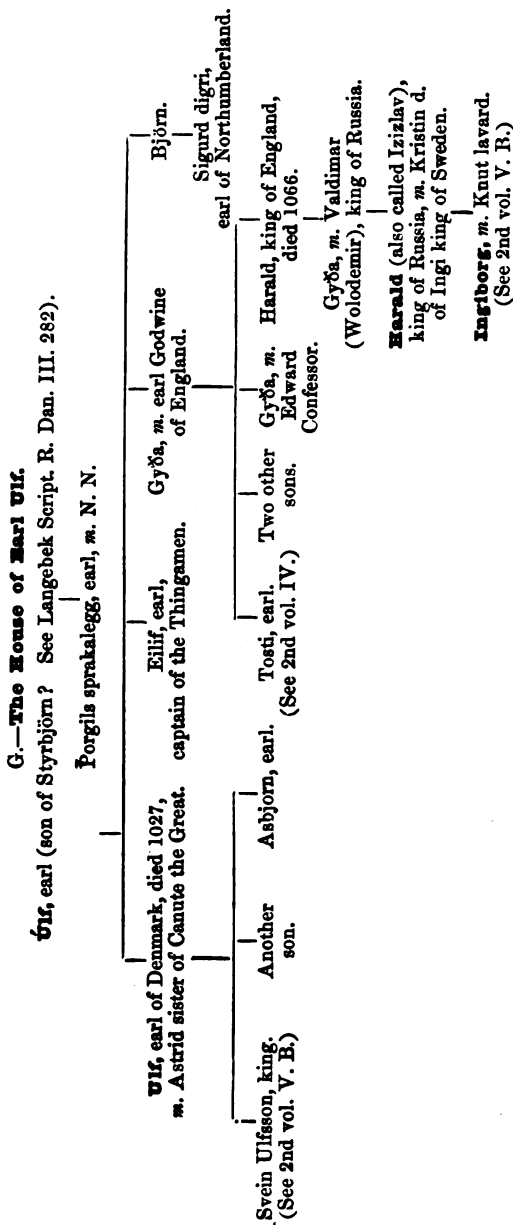 G.—The House of Earl Ulf.
Úlf, earl (son of Styrbjörn? See Langebek Script. R. Dan. III. 282).
Þorgils sprakalegg, earl, m. N. N.
Ulf, earl of Denmark, died 1027,
m. Astrid sister of Canute the Great.
Eilif, earl,
captain of the Thingamen.
Gyða, m. earl Godwine
of England.
Björn.
Sigurd digri,
earl of Northumberland.
Svein Ulfsson, king.
(See 2nd vol. V. B.)
Another
son.
Asbjorn, earl.
Tosti, earl.
(See 2nd vol. IV.)
Two other
sons.
Gyða, m.
Edward
Confessor.
Harald, king of England,
died 1066.
Gyða, m. Valdimar
(Wolodemir), king of Russia.
Harald (also called Izizlav),
king of Russia, m. Kristin d.
of Ingi king of Sweden.
Ingiborg, m. Knut lavard.
(See 2nd vol. V. B.)